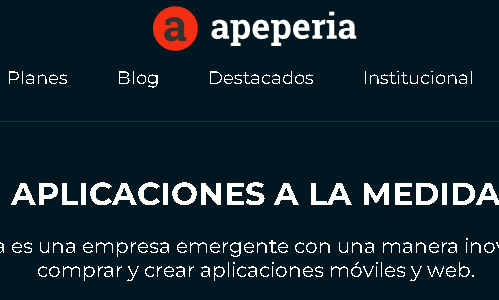 a apeperia
Planes Blog Destacados Institucional
APLICACIONES A LA MEDIDA
a es una empresa emergente con una manera inov
comprar y crear aplicaciones móviles y web.